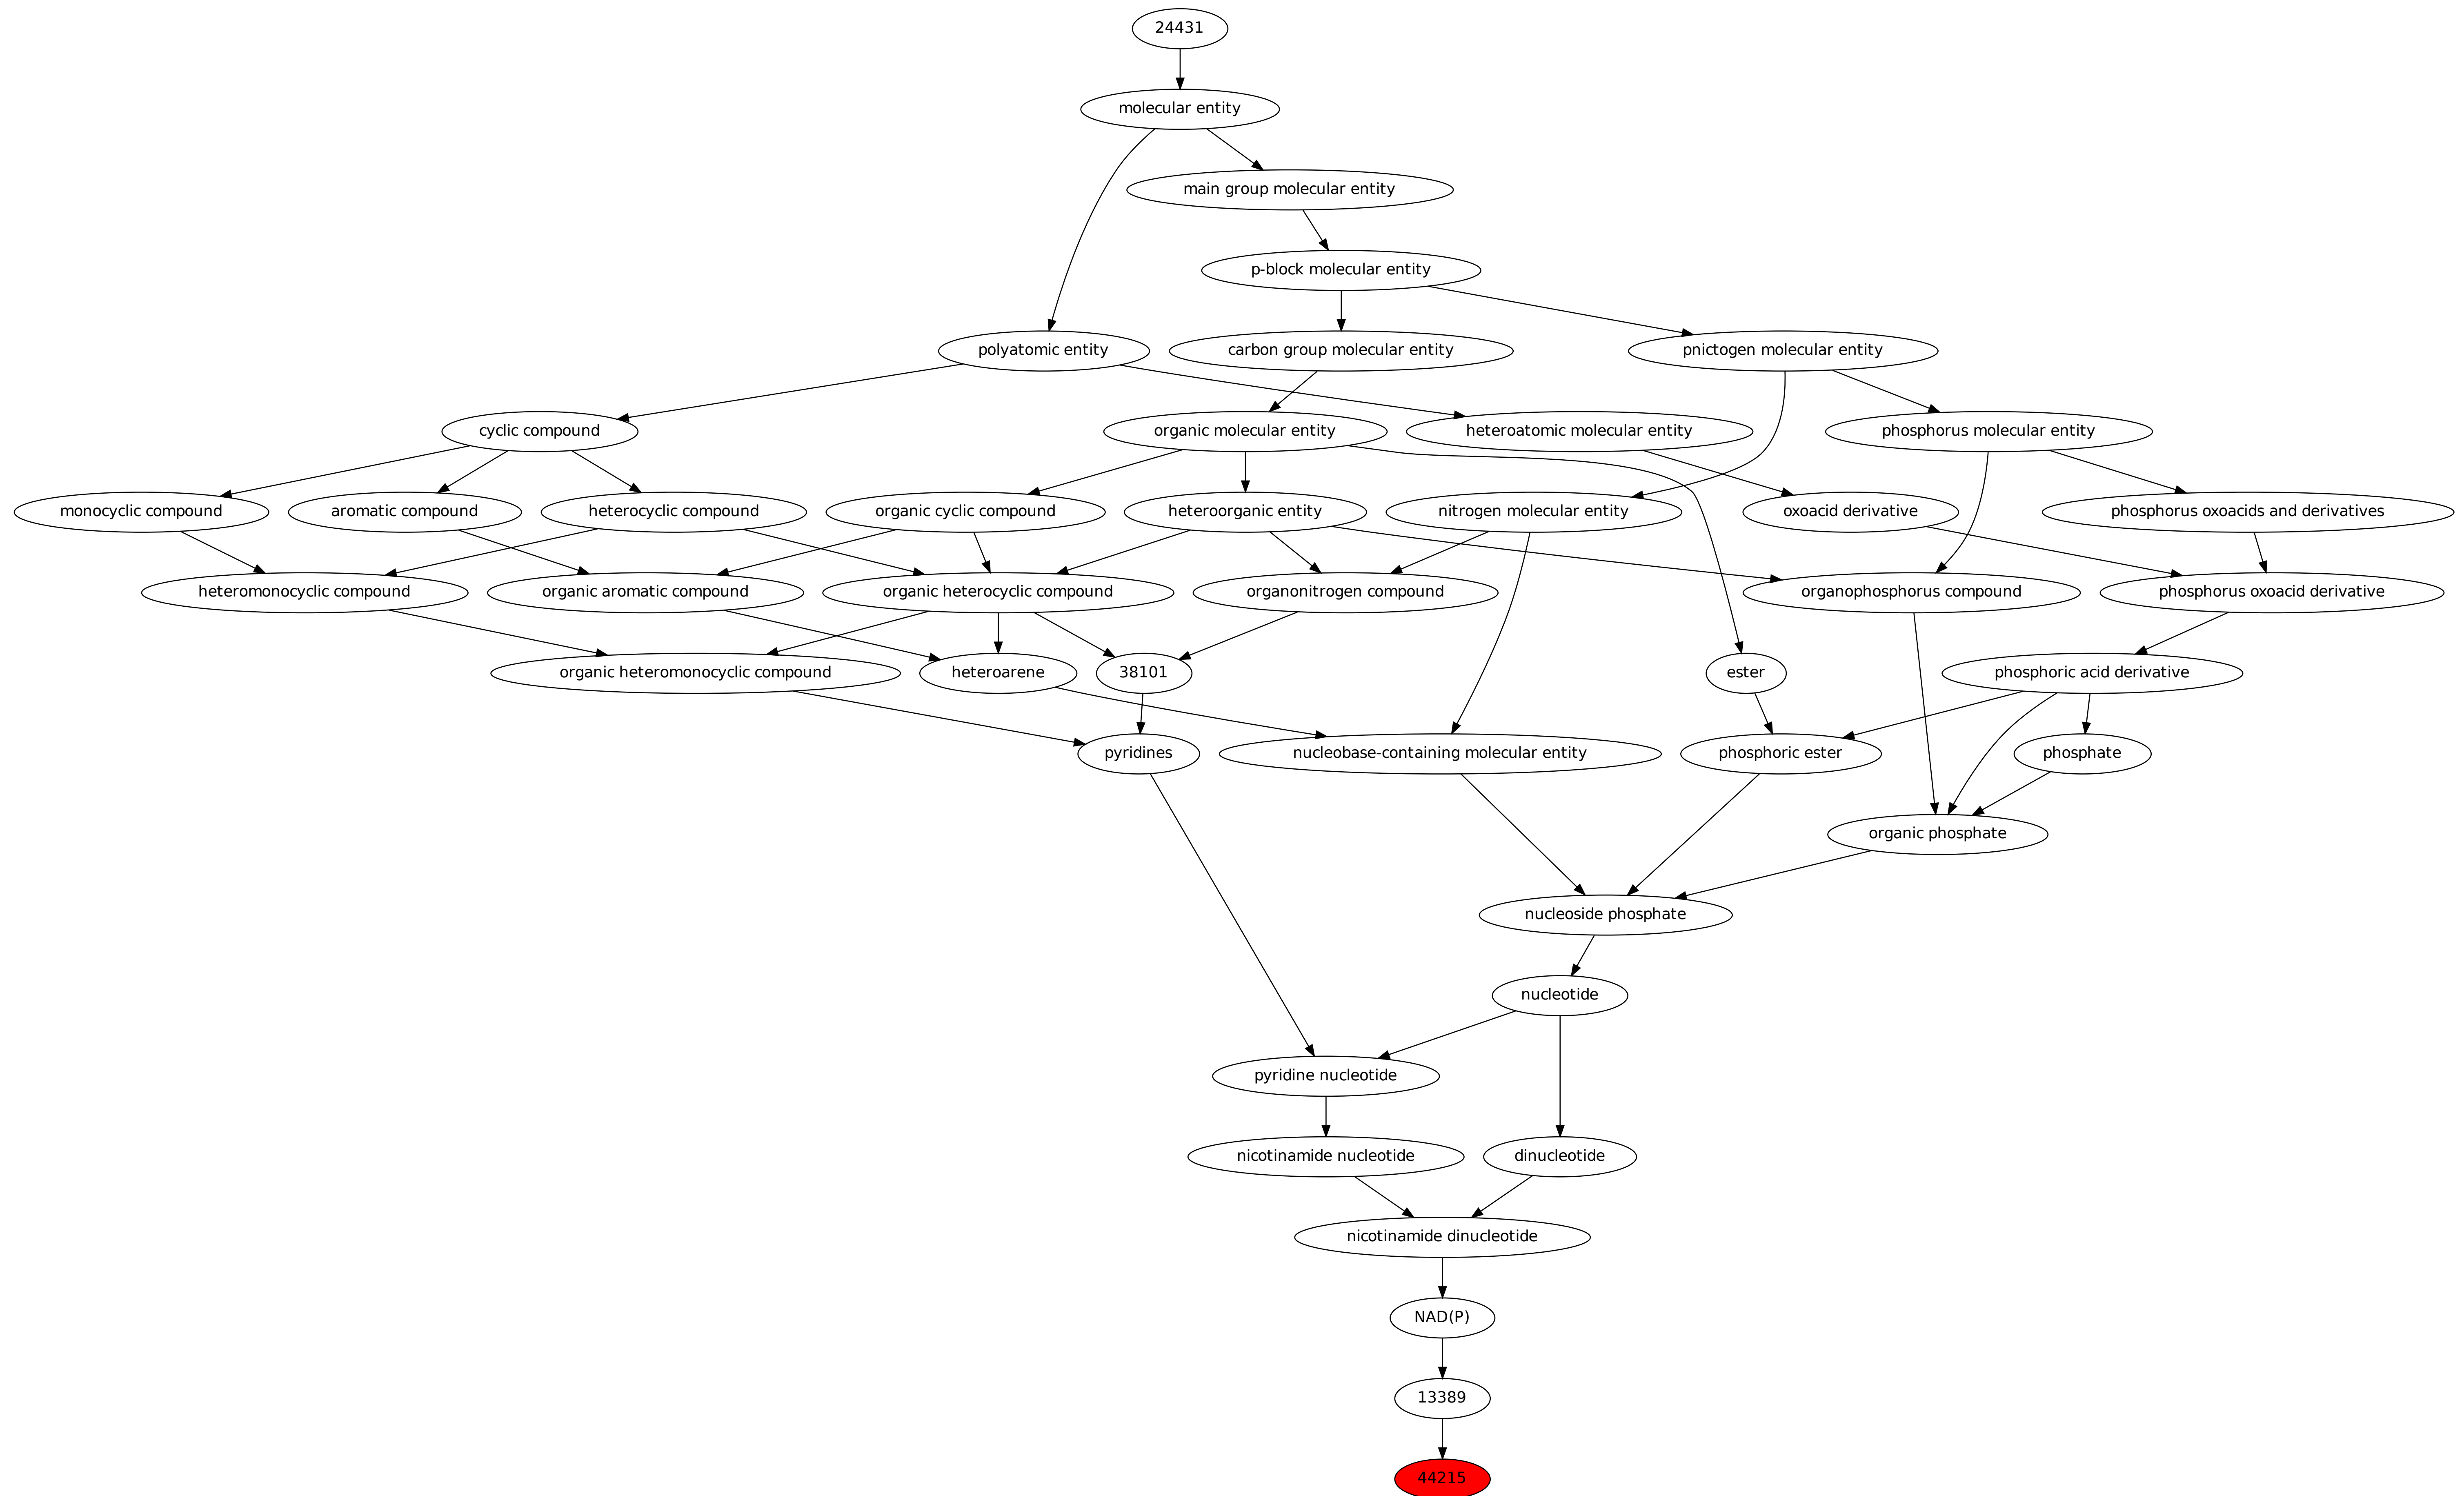 24431
molecular entity
main group molecular entity
p-block molecular entity
polyatomic entity
carbon group molecular entity
pnictogen molecular entity
cyclic compound
organic molecular entity
heteroatomic molecular entity
phosphorus molecular entity
monocyclic compound
aromatic compound
heterocyclic compound
organic cyclic compound
heteroorganic entity
nitrogen molecular entity
oxoacid derivative
phosphorus oxoacids and derivatives
heteromonocyclic compound
organic aromatic compound
organic heterocyclic compound
organonitrogen compound
organophosphorus compound
phosphorus oxoacid derivative
organic heteromonocyclic compound
heteroarene
38101
ester
phosphoric acid derivative
pyridines
nucleobase-containing molecular entity
phosphoric ester
phosphate
organic phosphate
nucleoside phosphate
nucleotide
pyridine nucleotide
nicotinamide nucleotide
dinucleotide
nicotinamide dinucleotide
NAD(P)
13389
44215